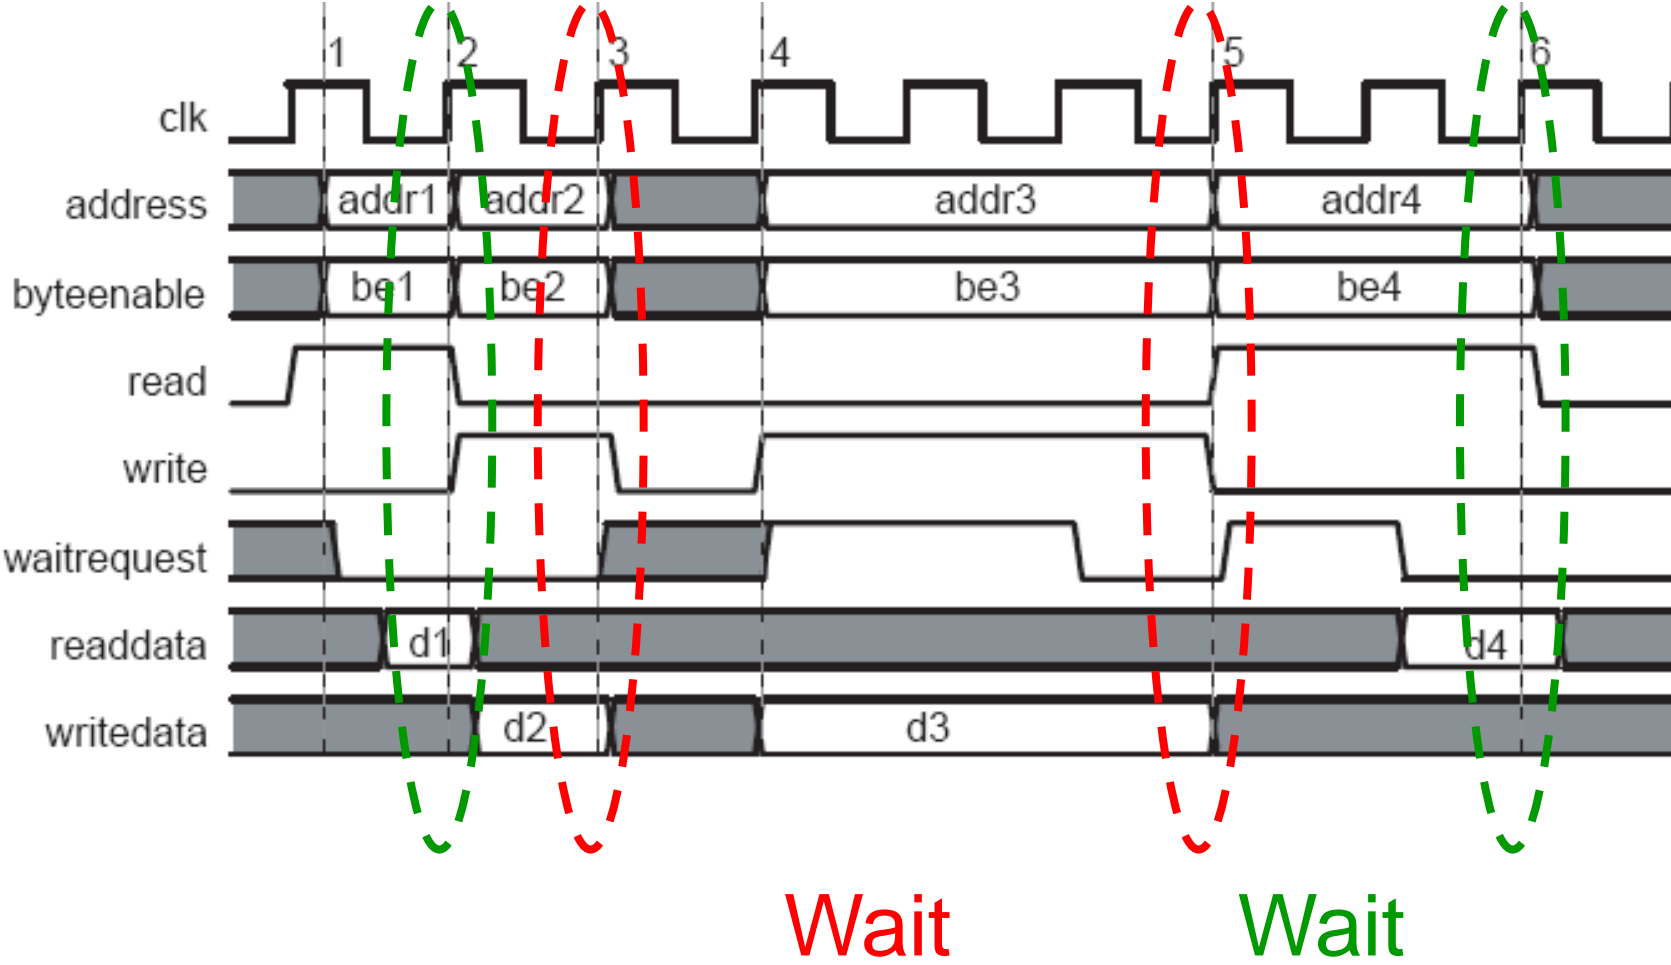 1 2 3 4 5 6
clk
address addr1 addr2 addr3 addr4
byteenable be1 be2 be3 be4
read
write
waitrequest
readdata d1 d4
writedata d2 d3
Wait Wait